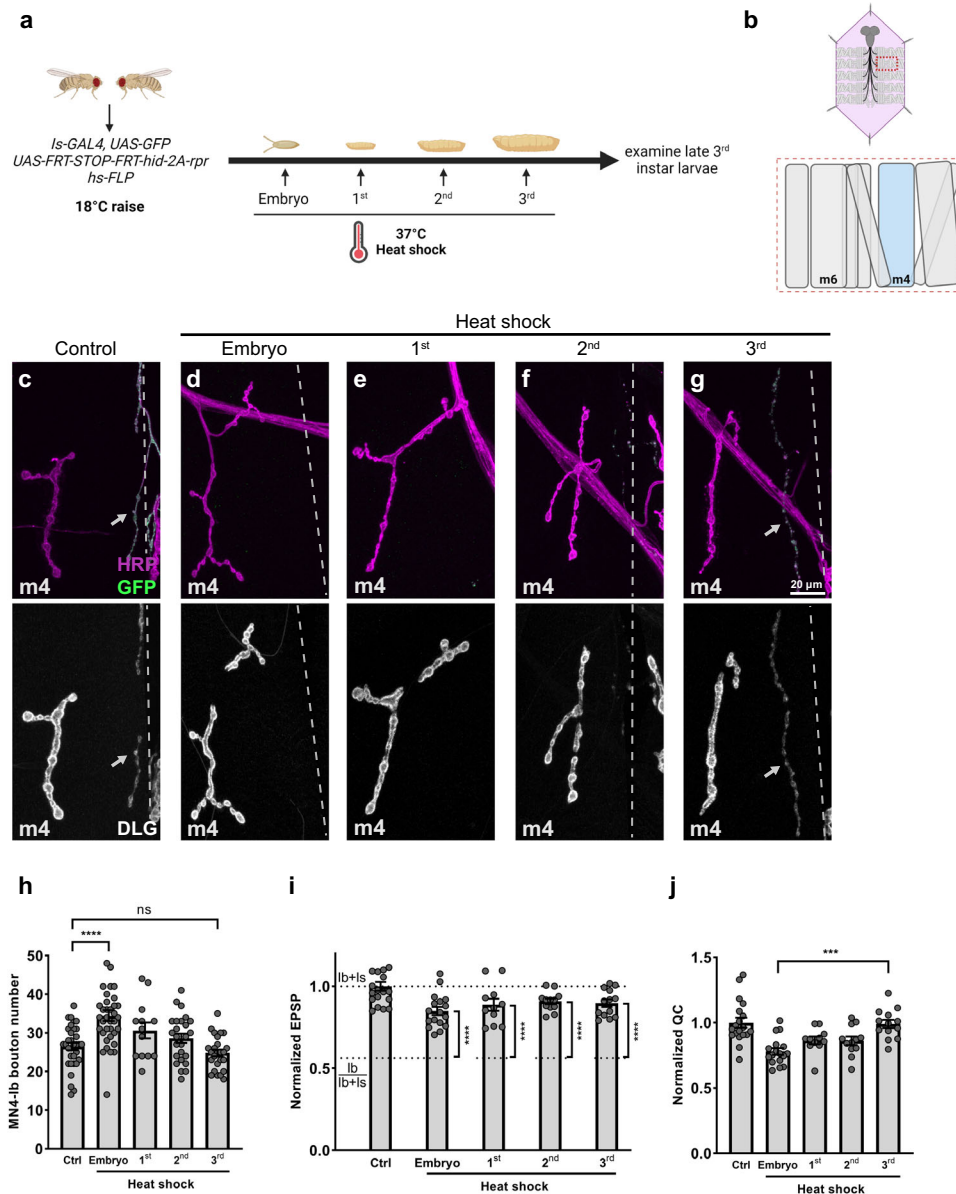 a
b
Is-GAL4, UAS-GFP
UAS-FRT-STOP-FRT-hid-2A-rpr
hs-FLP
18°C raise
Embryo
1st
2nd
3rd
37°C
Heat shock
examine late 3rd
instar larvae
m6
m4
Heat shock
Control
Embryo
1st
2nd
3rd
c
d
e
f
g
HRP
GFP
m4
m4
m4
m4
m4
20 µm
m4
DLG
m4
m4
m4
m4
h
ns
****
MN4-Ib bouton number
50
40
30
20
10
0
Ctrl
Embryo
1st
2nd
3rd
Heat shock
i
Normalized EPSP
Ib+Is
1.0
0.5
Ib
Ib+Is
0.0
****
****
****
****
Ctrl
Embryo
1st
2nd
3rd
Heat shock
j
***
Normalized QC
1.5
1.0
0.5
0.0
Ctrl
Embryo
1st
2nd
3rd
Heat shock